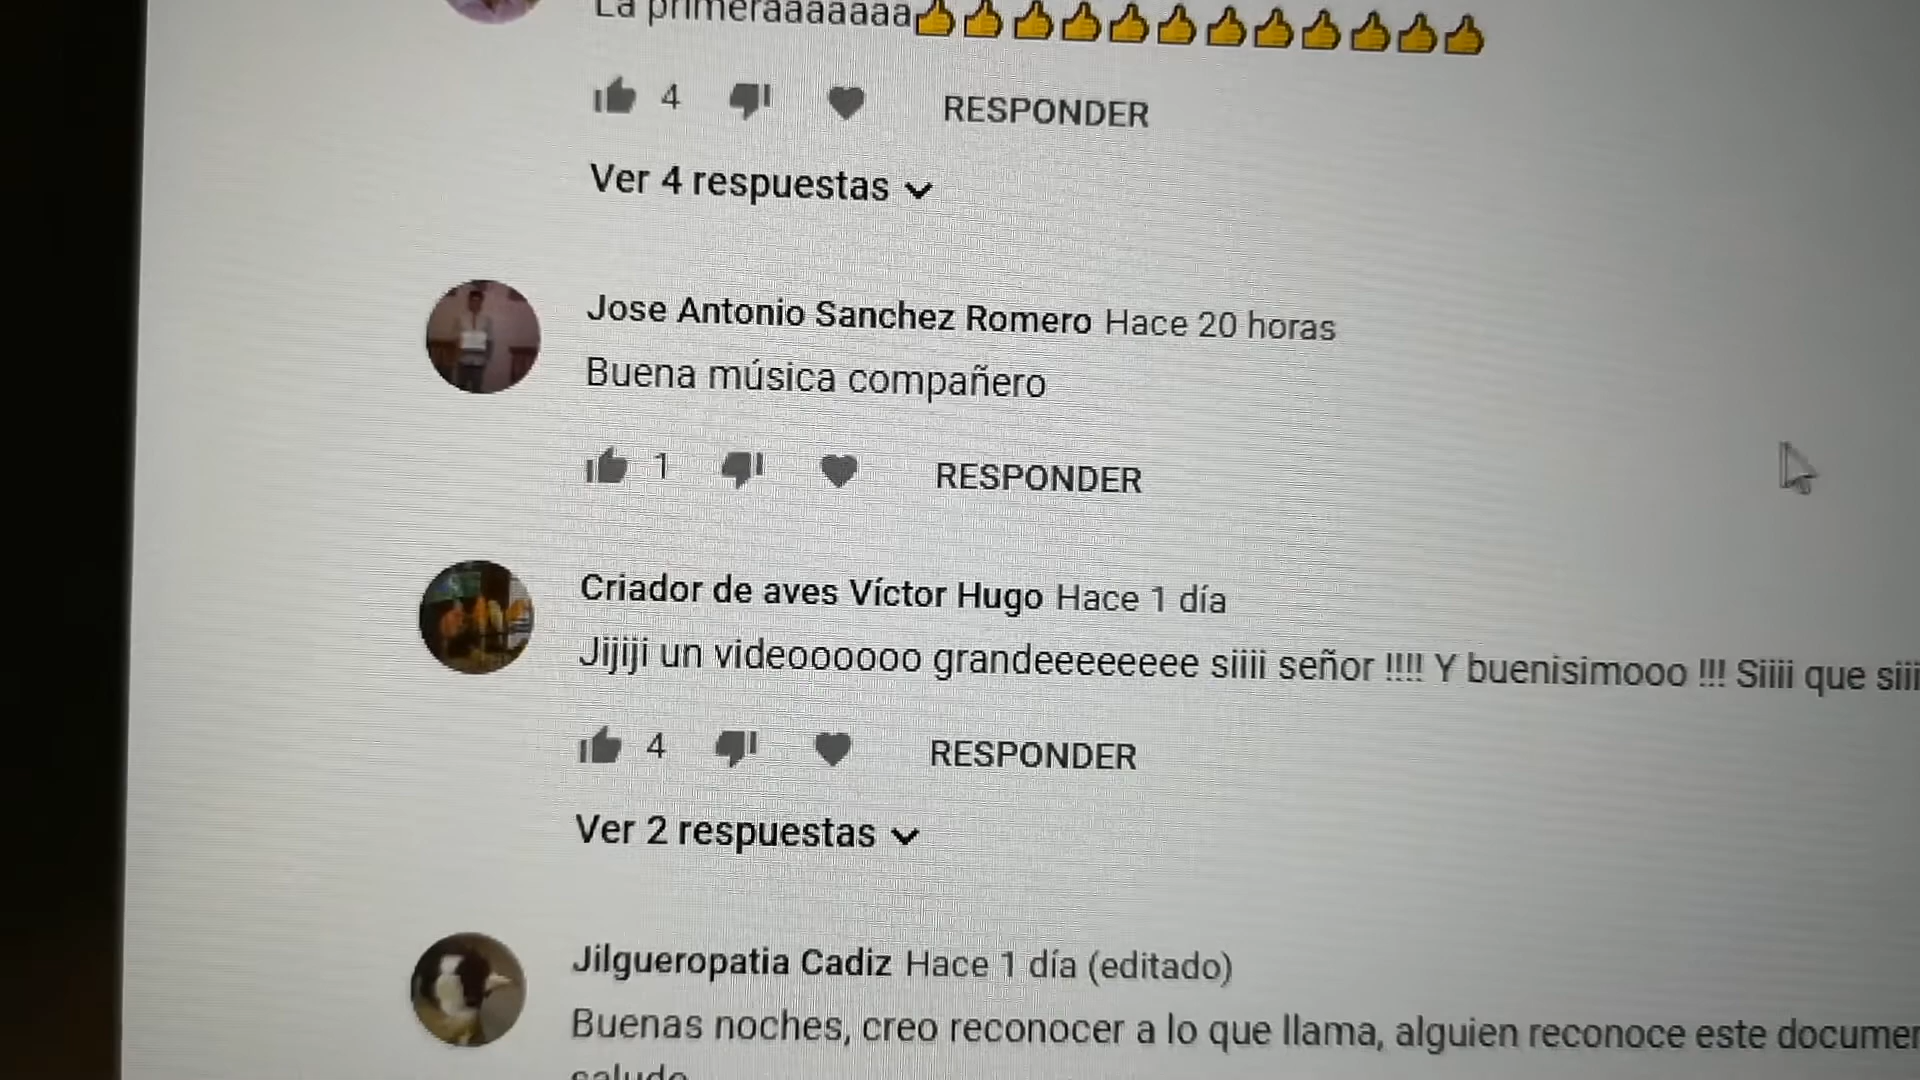 La primeraaaaaaa👍👍👍👍👍👍👍👍👍👍👍👍
4 RESPONDER
Ver 4 respuestas
Jose Antonio Sanchez Romero Hace 20 horas
Buena música compañero
1 RESPONDER
Criador de aves Víctor Hugo Hace 1 día
Jijiji un videoooooo grandeeeeeeee siiii señor !!!! Y buenisimooo !!! Siiii que siiii
4 RESPONDER
Ver 2 respuestas
Jilgueropatia Cadiz Hace 1 día (editado)
Buenas noches, creo reconocer a lo que llama, alguien reconoce este documen
saludo